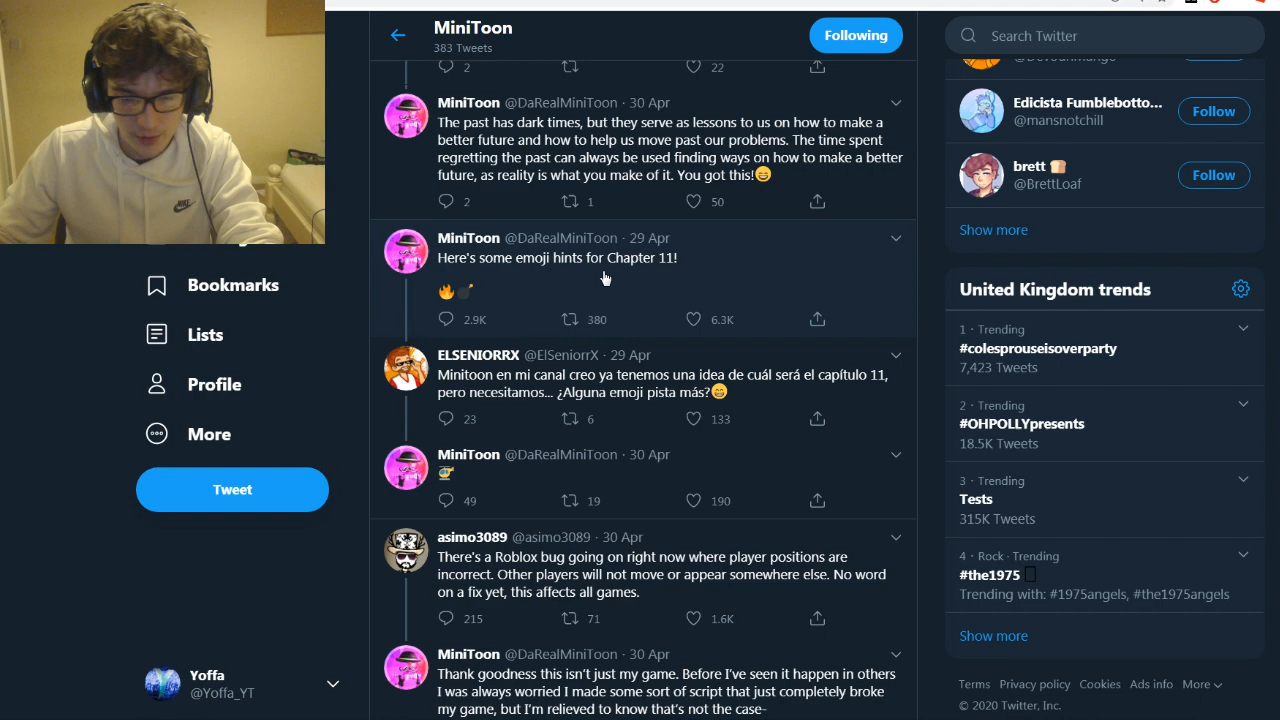 MiniToon
383 Tweets
Following
2
22
MiniToon @DaRealMiniToon · 30 Apr
The past has dark times, but they serve as lessons to us on how to make a
better future and how to help us move past our problems. The time spent
regretting the past can always be used finding ways on how to make a better
future, as reality is what you make of it. You got this!😄
2 1 50
MiniToon @DaRealMiniToon · 29 Apr
Here's some emoji hints for Chapter 11!
🔥💣
2.9K 380 6.3K
ELSENIORRX @ElSeniorrX · 29 Apr
Minitoon en mi canal creo ya tenemos una idea de cuál será el capítulo 11,
pero necesitamos... ¿Alguna emoji pista más?😁
23 6 133
MiniToon @DaRealMiniToon · 30 Apr
🚁
49 19 190
asimo3089 @asimo3089 · 30 Apr
There's a Roblox bug going on right now where player positions are
incorrect. Other players will not move or appear somewhere else. No word
on a fix yet, this affects all games.
215 71 1.6K
MiniToon @DaRealMiniToon · 30 Apr
Thank goodness this isn't just my game. Before I've seen it happen in others
I was always worried I made some sort of script that just completely broke
my game, but I'm relieved to know that's not the case-
Bookmarks
Lists
Profile
More
Tweet
Yoffa
@Yoffa_YT
Search Twitter
Edicista Fumblebotto...
@mansnotchill
Follow
brett 🍞
@BrettLoaf
Follow
Show more
United Kingdom trends
1 · Trending
#colesprouseisoverparty
7,423 Tweets
2 · Trending
#OHPOLLYpresents
18.5K Tweets
3 · Trending
Tests
315K Tweets
4 · Rock · Trending
#the1975
Trending with: #1975angels, #the1975angels
Show more
Terms Privacy policy Cookies Ads info More
© 2020 Twitter, Inc.